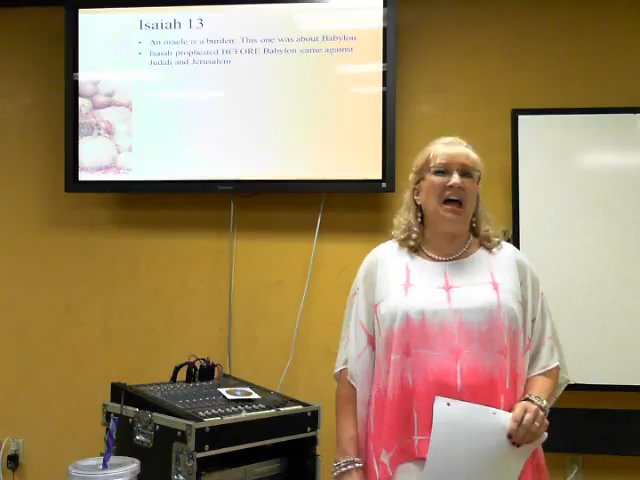 Isaiah 13
• An oracle is a burden. This one was about Babylon
• Isaiah prophesied BEFORE Babylon came against
Judah and Jerusalem